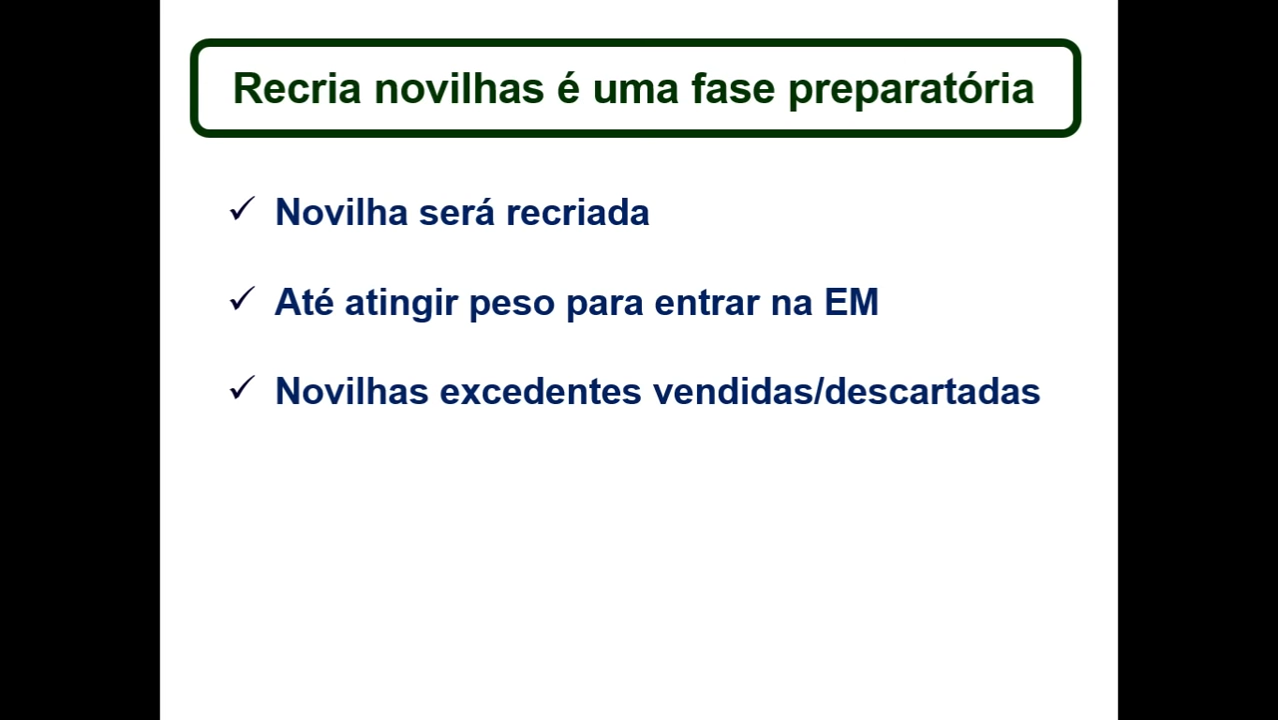 Recria novilhas é uma fase preparatória
✓ Novilha será recriada
✓ Até atingir peso para entrar na EM
✓ Novilhas excedentes vendidas/descartadas